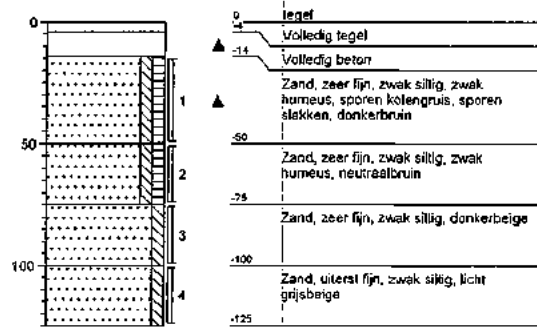 0
0 tegel
-4
Volledig tegel
-14
Volledig beton
Zand, zeer fijn, zwak siltig, zwak
humeus, sporen kolengruis, sporen
slakken, donkerbruin
1
50
-50
Zand, zeer fijn, zwak siltig, zwak
humeus, neutraalbruin
2
-75
Zand, zeer fijn, zwak siltig, donkerbeige
3
100
-100
Zand, uiterst fijn, zwak siltig, licht
grijsbeige
4
-125